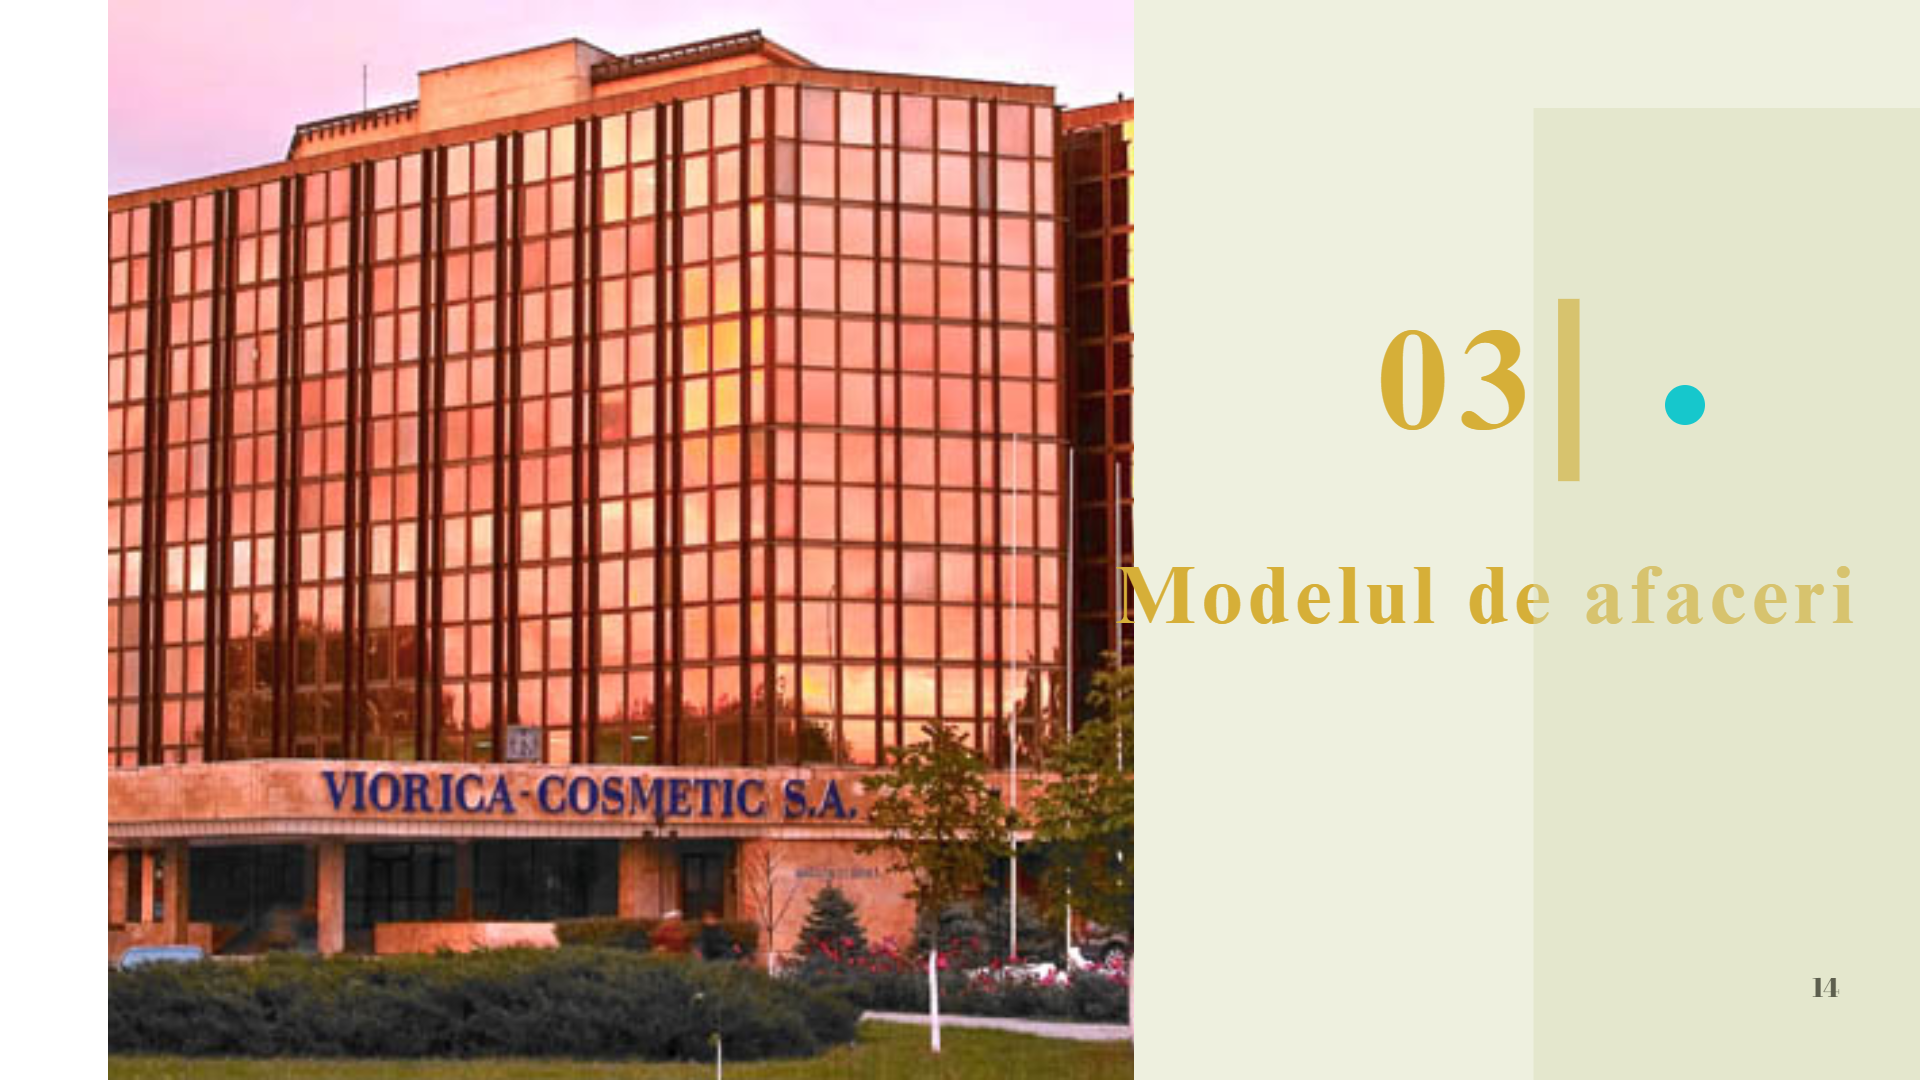 03
Modelul de afaceri
VIORICA-COSMETIC S.A.
14